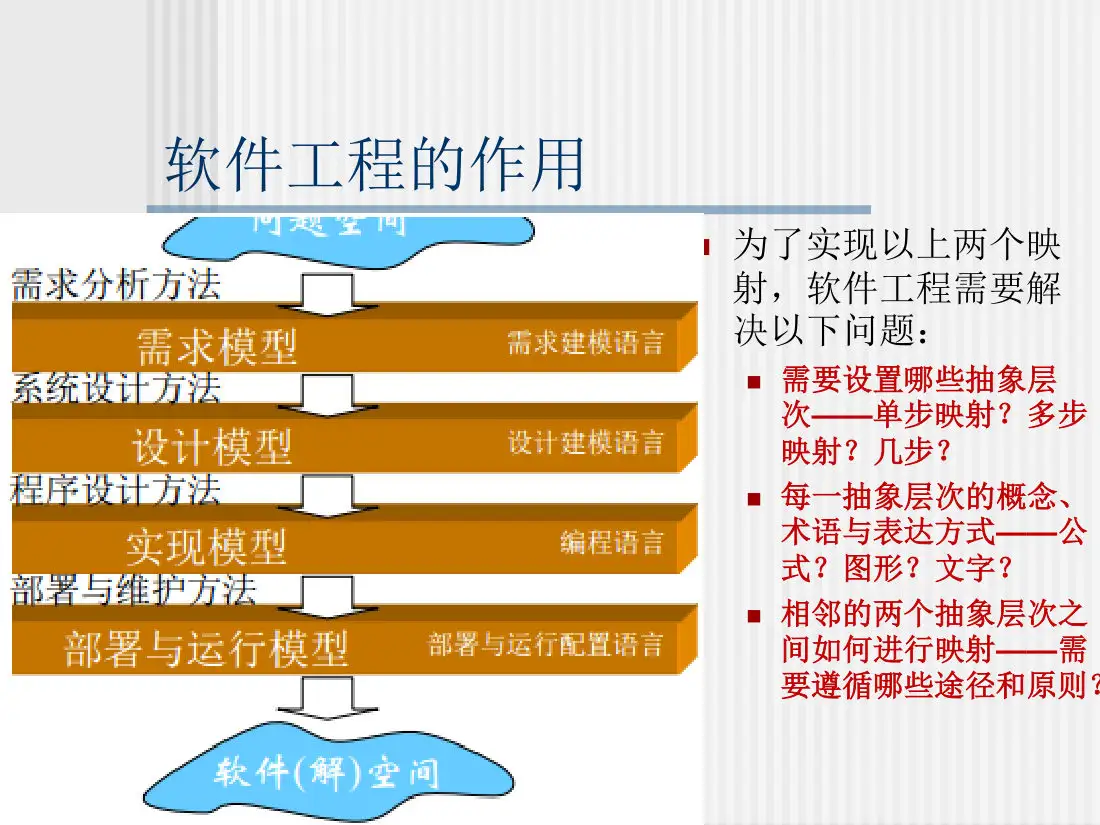 软件工程的作用
问题空间
需求分析方法
需求模型 需求建模语言
系统设计方法
设计模型 设计建模语言
程序设计方法
实现模型 编程语言
部署与维护方法
部署与运行模型 部署与运行配置语言
软件(解)空间
为了实现以上两个映
射，软件工程需要解
决以下问题：
需要设置哪些抽象层
次——单步映射？多步
映射？几步？
每一抽象层次的概念、
术语与表达方式——公
式？图形？文字？
相邻的两个抽象层次之
间如何进行映射——需
要遵循哪些途径和原则？